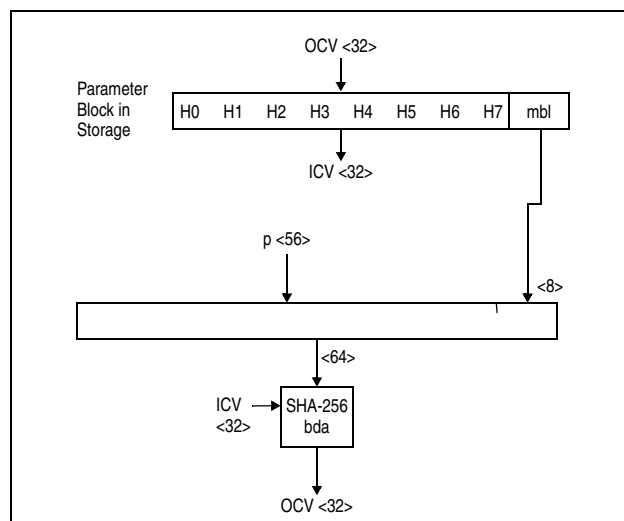 OCV <32>
Parameter
Block in
Storage
H0 H1 H2 H3 H4 H5 H6 H7 mbl
ICV <32>
p <56>
<8>
<64>
ICV
<32>
SHA-256
bda
OCV <32>